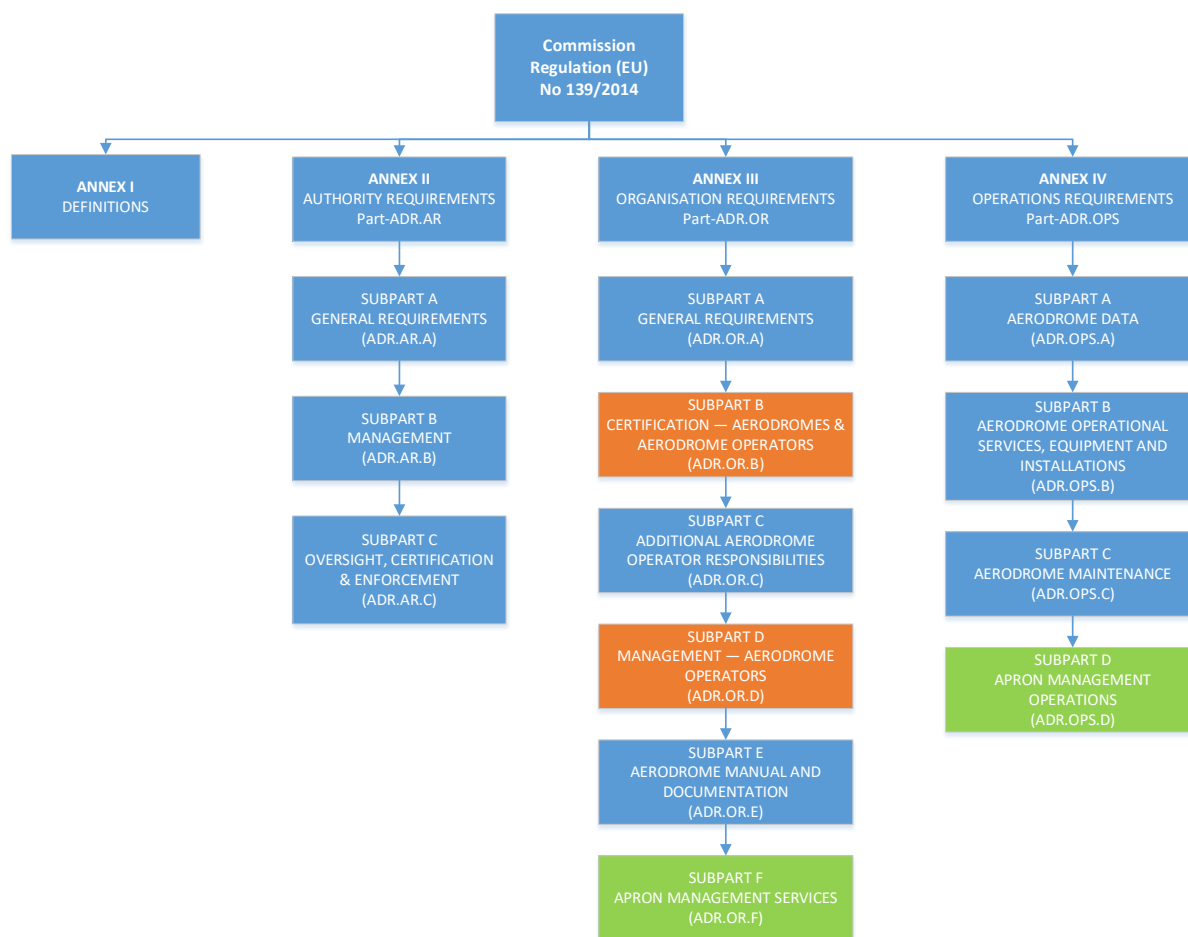 Commission
Regulation (EU)
No 139/2014
ANNEX I
DEFINITIONS
ANNEX II
AUTHORITY REQUIREMENTS
Part-ADR.AR
SUBPART A
GENERAL REQUIREMENTS
(ADR.AR.A)
SUBPART B
MANAGEMENT
(ADR.AR.B)
SUBPART C
OVERSIGHT, CERTIFICATION
& ENFORCEMENT
(ADR.AR.C)
ANNEX III
ORGANISATION REQUIREMENTS
Part-ADR.OR
SUBPART A
GENERAL REQUIREMENTS
(ADR.OR.A)
SUBPART B
CERTIFICATION — AERODROMES &
AERODROME OPERATORS
(ADR.OR.B)
SUBPART C
ADDITIONAL AERODROME
OPERATOR RESPONSIBILITIES
(ADR.OR.C)
SUBPART D
MANAGEMENT — AERODROME
OPERATORS
(ADR.OR.D)
SUBPART E
AERODROME MANUAL AND
DOCUMENTATION
(ADR.OR.E)
SUBPART F
APRON MANAGEMENT SERVICES
(ADR.OR.F)
ANNEX IV
OPERATIONS REQUIREMENTS
Part-ADR.OPS
SUBPART A
AERODROME DATA
(ADR.OPS.A)
SUBPART B
AERODROME OPERATIONAL
SERVICES, EQUIPMENT AND
INSTALLATIONS
(ADR.OPS.B)
SUBPART C
AERODROME MAINTENANCE
(ADR.OPS.C)
SUBPART D
APRON MANAGEMENT
OPERATIONS
(ADR.OPS.D)